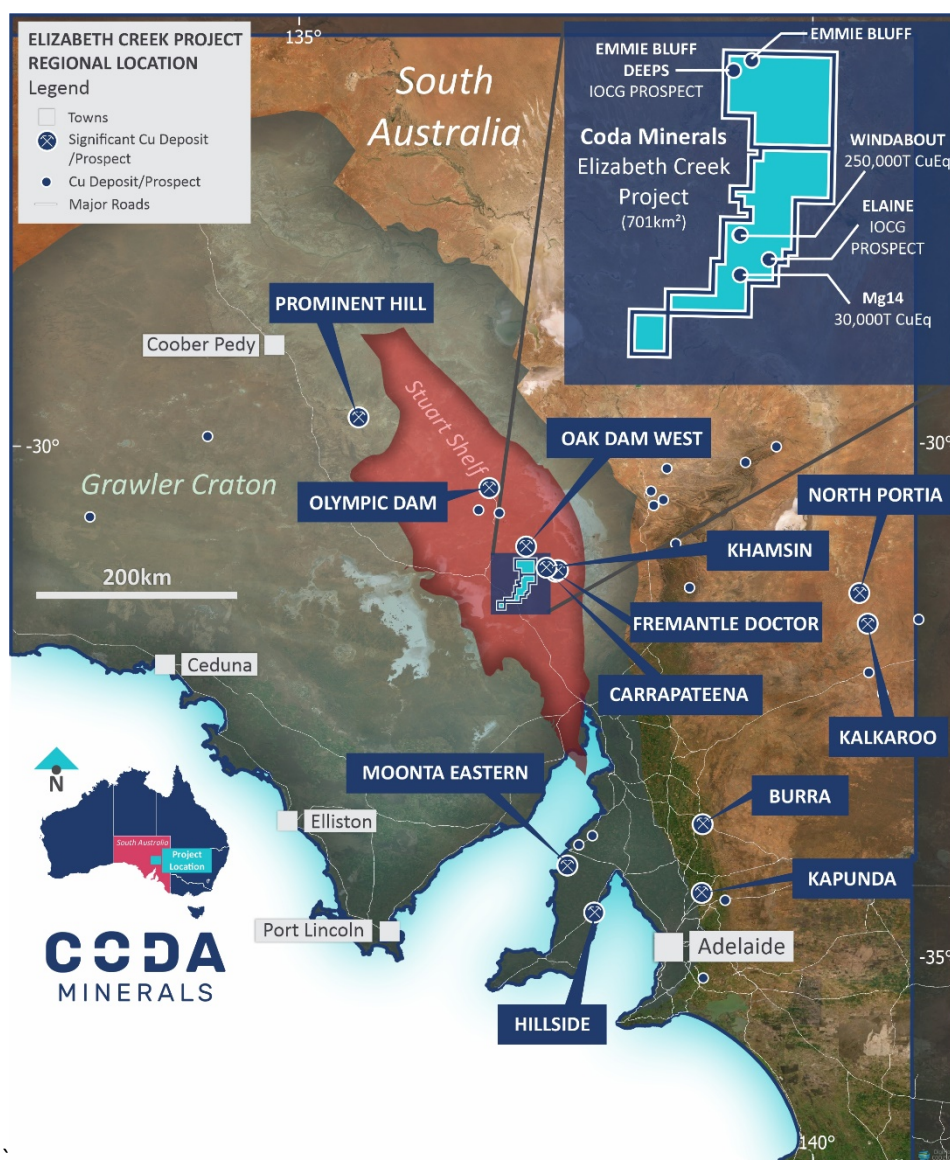 ELIZABETH CREEK PROJECT
REGIONAL LOCATION
Legend
Towns
Significant Cu Deposit
/Prospect
Cu Deposit/Prospect
Major Roads
135°
South
Australia
EMMIE BLUFF
EMMIE BLUFF
DEEPS
IOCG PROSPECT
Coda Minerals
Elizabeth Creek
Project
(701km²)
WINDABOUT
250,000T CuEq
ELAINE
IOCG
PROSPECT
Mg14
30,000T CuEq
PROMINENT HILL
Coober Pedy
Stuart Shelf
-30°
-30°
OAK DAM WEST
Grawler Craton
OLYMPIC DAM
NORTH PORTIA
KHAMSIN
200km
FREMANTLE DOCTOR
Ceduna
CARRAPATEENA
KALKAROO
MOONTA EASTERN
N
BURRA
Elliston
South Australia
Project
Location
KAPUNDA
Port Lincoln
Adelaide
CODA
MINERALS
-35°
HILLSIDE
140°